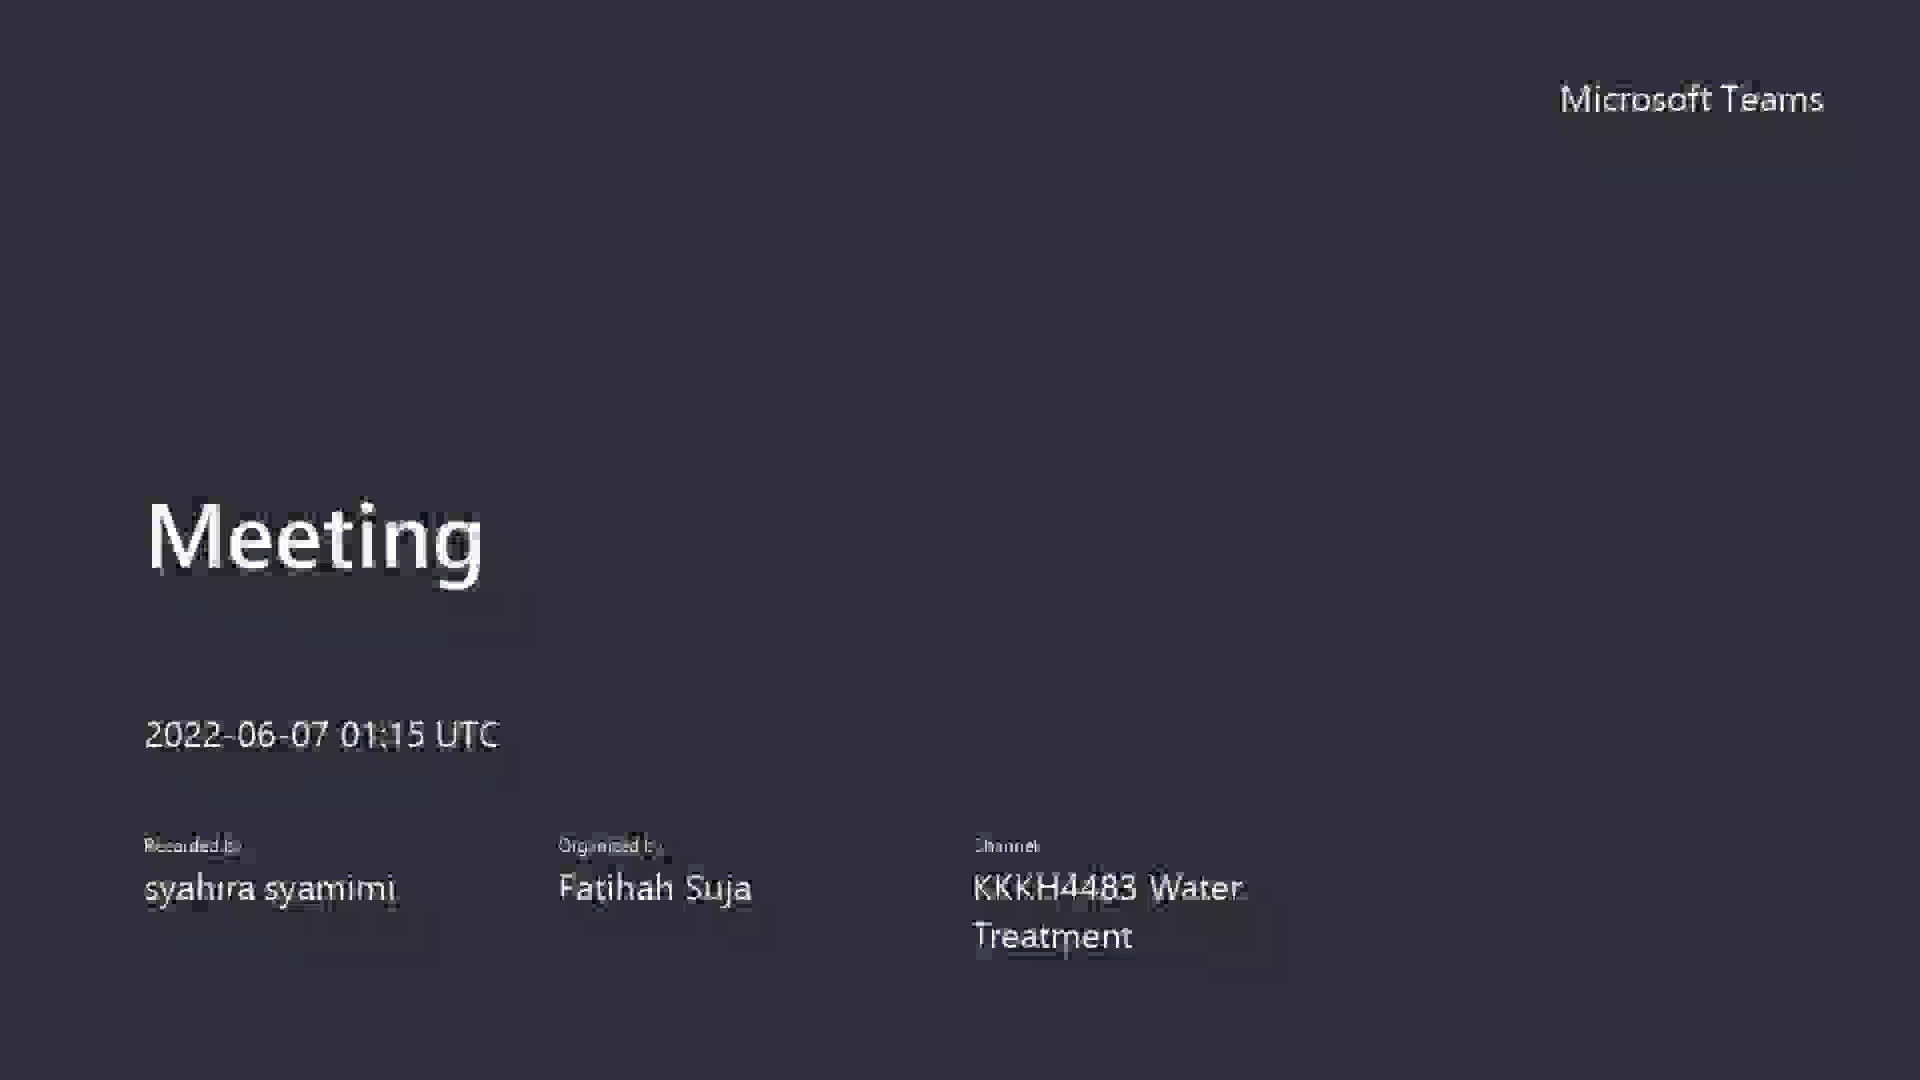 Microsoft Teams
Meeting
2022-06-07 01:15 UTC
Recorded by
Organized by
Channel
syahira syamimi
Fatihah Suja
KKKH4483 Water
Treatment